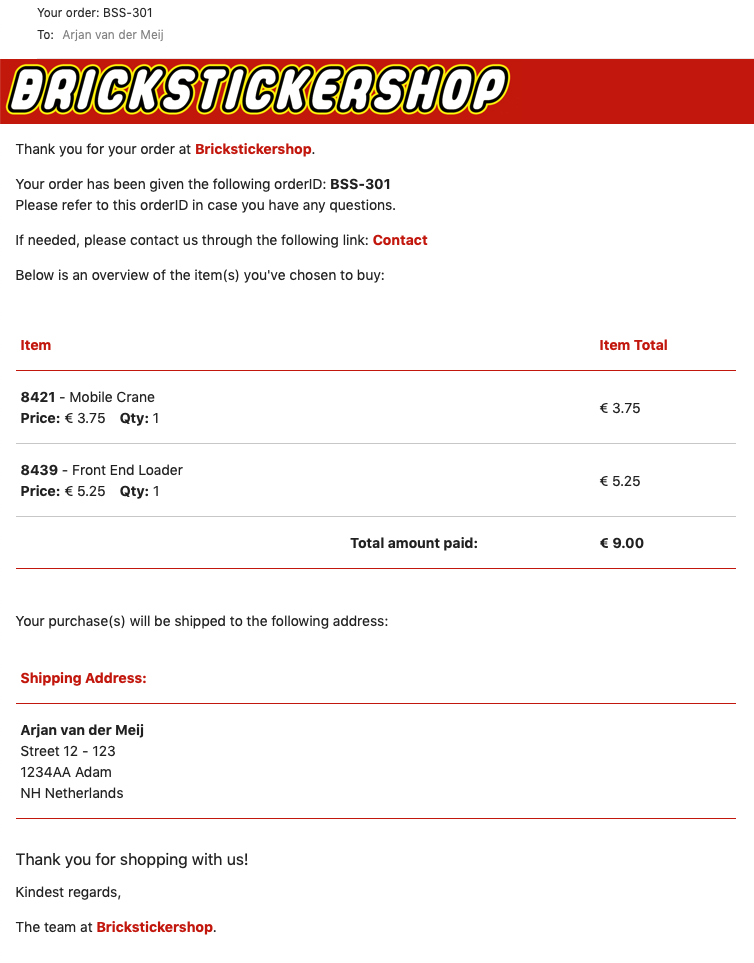 Your order: BSS-301
To: Arjan van der Meij
BRICKSTICKERSHOP
Thank you for your order at Brickstickershop.
Your order has been given the following orderID: BSS-301
Please refer to this orderID in case you have any questions.
If needed, please contact us through the following link: Contact
Below is an overview of the item(s) you've chosen to buy:
Item Item Total
8421 - Mobile Crane
Price: € 3.75 Qty: 1
€ 3.75
8439 - Front End Loader
Price: € 5.25 Qty: 1
€ 5.25
Total amount paid: € 9.00
Your purchase(s) will be shipped to the following address:
Shipping Address:
Arjan van der Meij
Street 12 - 123
1234AA Adam
NH Netherlands
Thank you for shopping with us!
Kindest regards,
The team at Brickstickershop.